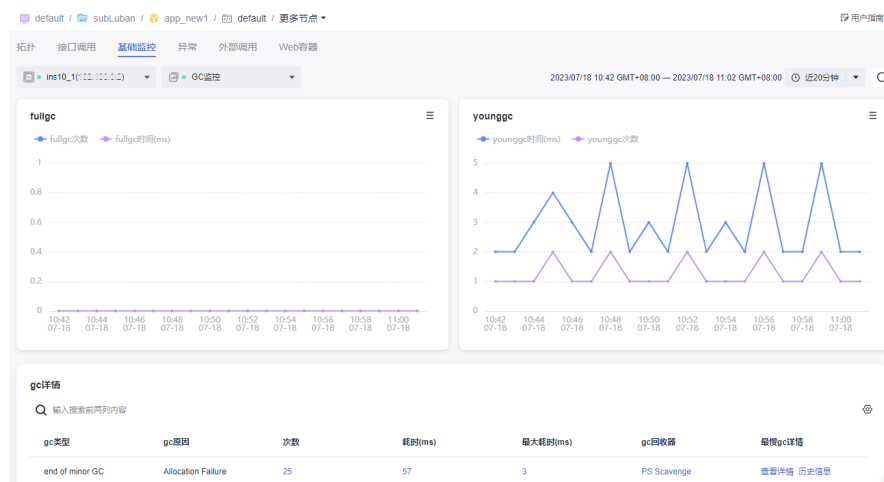 default / subLuban / app_new1 / default / 更多节点 用户指南
拓扑 接口调用 基础监控 异常 外部调用 Web容器
ins10_1( GC监控 2023/07/18 10:42 GMT+08:00 — 2023/07/18 11:02 GMT+08:00 近20分钟
fullgc
fullgc次数 fullgc时间(ms)
1
0.8
0.6
0.4
0.2
0
10:42 10:44 10:46 10:48 10:50 10:52 10:54 10:56 10:58 11:00
07-18 07-18 07-18 07-18 07-18 07-18 07-18 07-18 07-18 07-18
younggc
younggc时间(ms) younggc次数
5
4
3
2
1
0
10:42 10:44 10:46 10:48 10:50 10:52 10:54 10:56 10:58 11:00
07-18 07-18 07-18 07-18 07-18 07-18 07-18 07-18 07-18 07-18
gc详情
输入搜索前两列内容
gc类型 gc原因 次数 耗时(ms) 最大耗时(ms) gc回收器 最慢gc详情
end of minor GC Allocation Failure 25 57 3 PS Scavenge 查看详情 历史信息